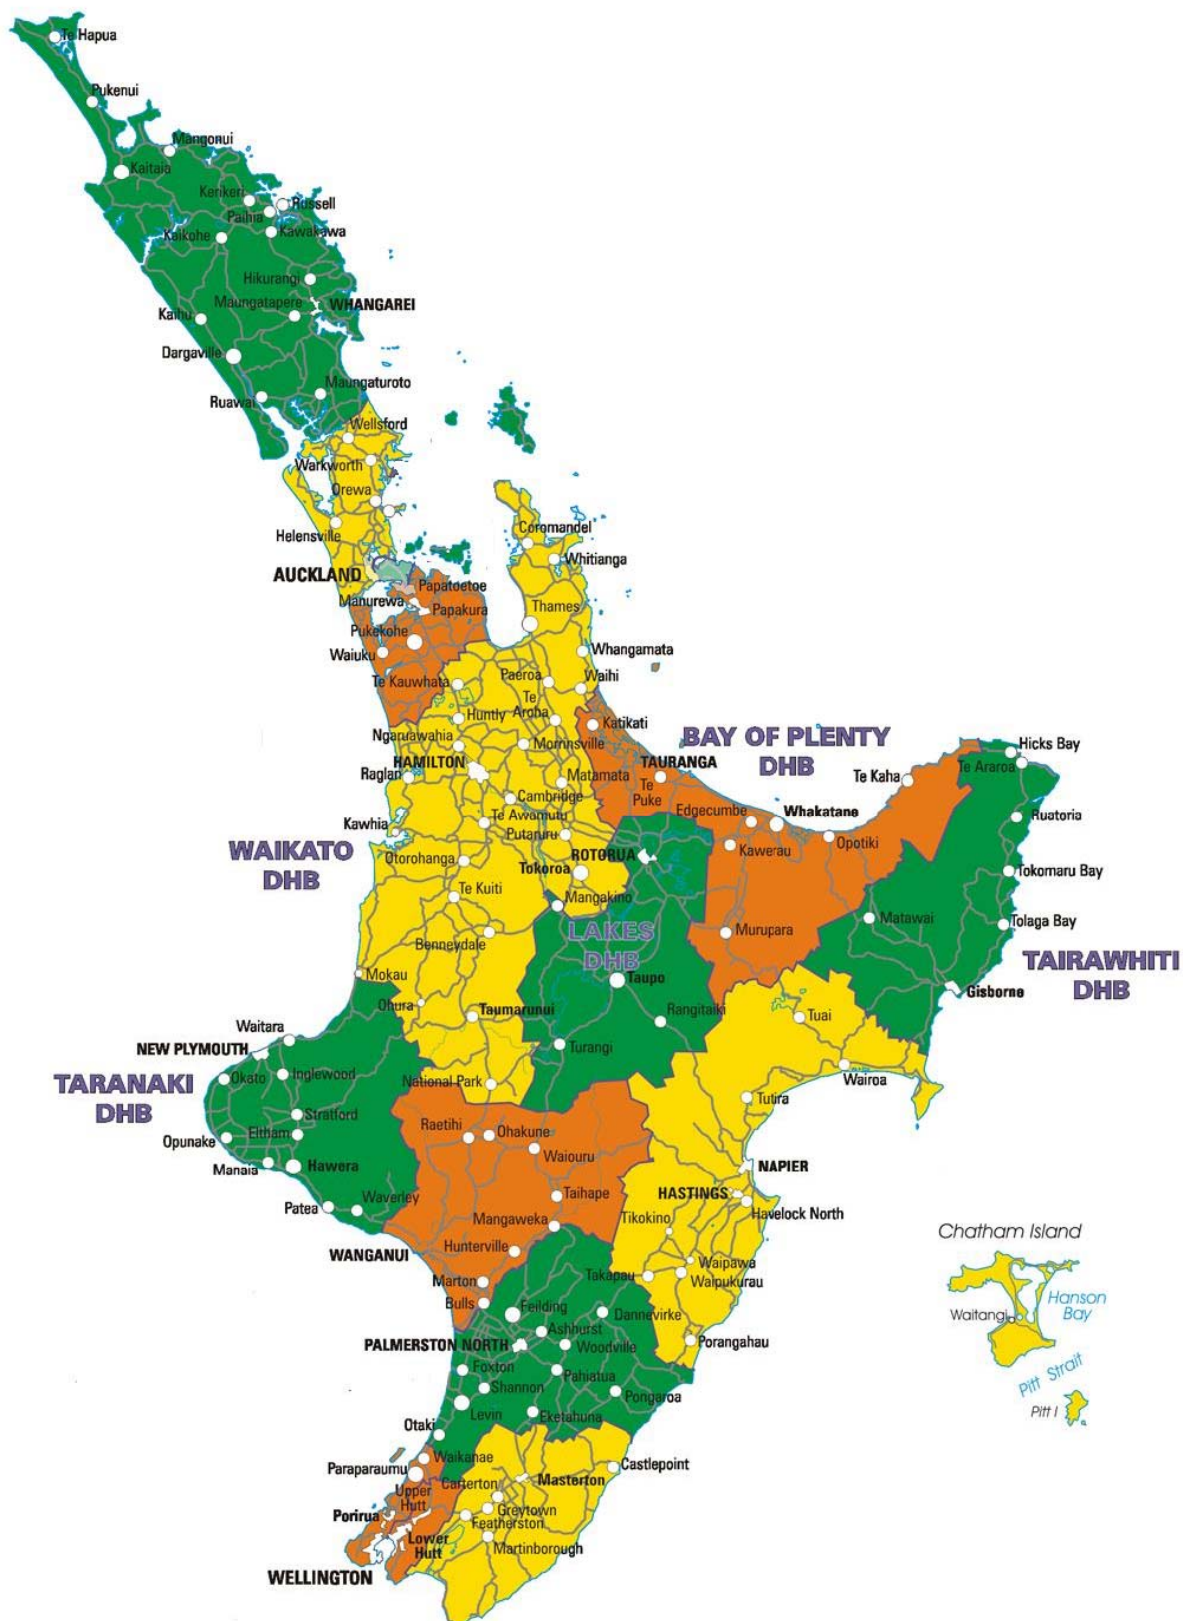 Te Hapua
Pukenui
Mangonui
Kaitaia
Kerikeri
Russell
Paihia
Kaikohe
Kawakawa
Hikurangi
Maungatapere
WHANGAREI
Kaihu
Dargaville
Maungaturoto
Ruawai
Wellsford
Warkworth
Orewa
Helensville
Coromandel
Whitianga
AUCKLAND
Papatoetoe
Manurewa
Papakura
Thames
Pukekohe
Waiuku
Whangamata
Te Kauwhata
Paeroa
Waihi
Te
Aroha
Huntly
Katikati
Ngaruawahia
Morrinsville
BAY OF PLENTY
DHB
HAMILTON
TAURANGA
Hicks Bay
Te Araroa
Raglan
Matamata
Te
Puke
Te Kaha
Cambridge
Edgecumbe
Whakatane
Ruatoria
Kawhia
Te Awomutu
Putaruru
Kawerau
Opotiki
WAIKATO
DHB
Otorohanga
ROTORUA
Tokoroa
Tokomaru Bay
Te Kuiti
Mangakino
Matawai
Tolaga Bay
Benneydale
LAKES
DHB
Murupara
TAIRAWHITI
DHB
Mokau
Taupo
Gisborne
Ohura
Taumarunui
Rangitaiki
Tuai
Waitara
NEW PLYMOUTH
Turangi
Okato
Inglewood
National Park
Wairoa
TARANAKI
DHB
Tutira
Stratford
Opunake
Eltham
Raetihi
Ohakune
Waiouru
Manaia
Hawera
NAPIER
Patea
Waverley
Taihape
HASTINGS
Havelock North
Mangaweka
Tikokino
WANGANUI
Hunterville
Chatham Island
Marton
Takapau
Waipawa
Waipukurau
Bulls
Feilding
Dannevirke
Waitangi
Hanson
Bay
Ashhurst
PALMERSTON NORTH
Woodville
Porangahau
Foxton
Pahiatua
Shannon
Pongaroa
Pitt Strait
Pitt I
Levin
Otaki
Eketahuna
Waikanae
Paraparaumu
Castlepoint
Carterton
Masterton
Upper
Hutt
Porirua
Greytown
Featherston
Lower
Hutt
Martinborough
WELLINGTON